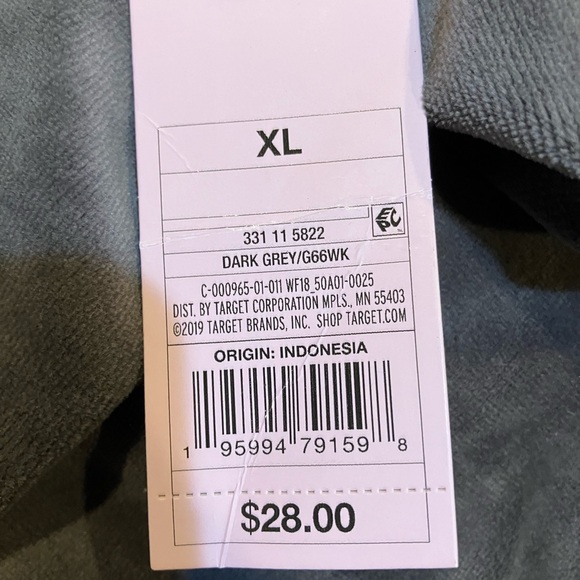 XL
EPC
331 11 5822
DARK GREY/G66WK
C-000965-01-011 WF18_50A01-0025
DIST. BY TARGET CORPORATION MPLS., MN 55403
©2019 TARGET BRANDS, INC. SHOP TARGET.COM
ORIGIN: INDONESIA
1 95994 79159 8
$28.00